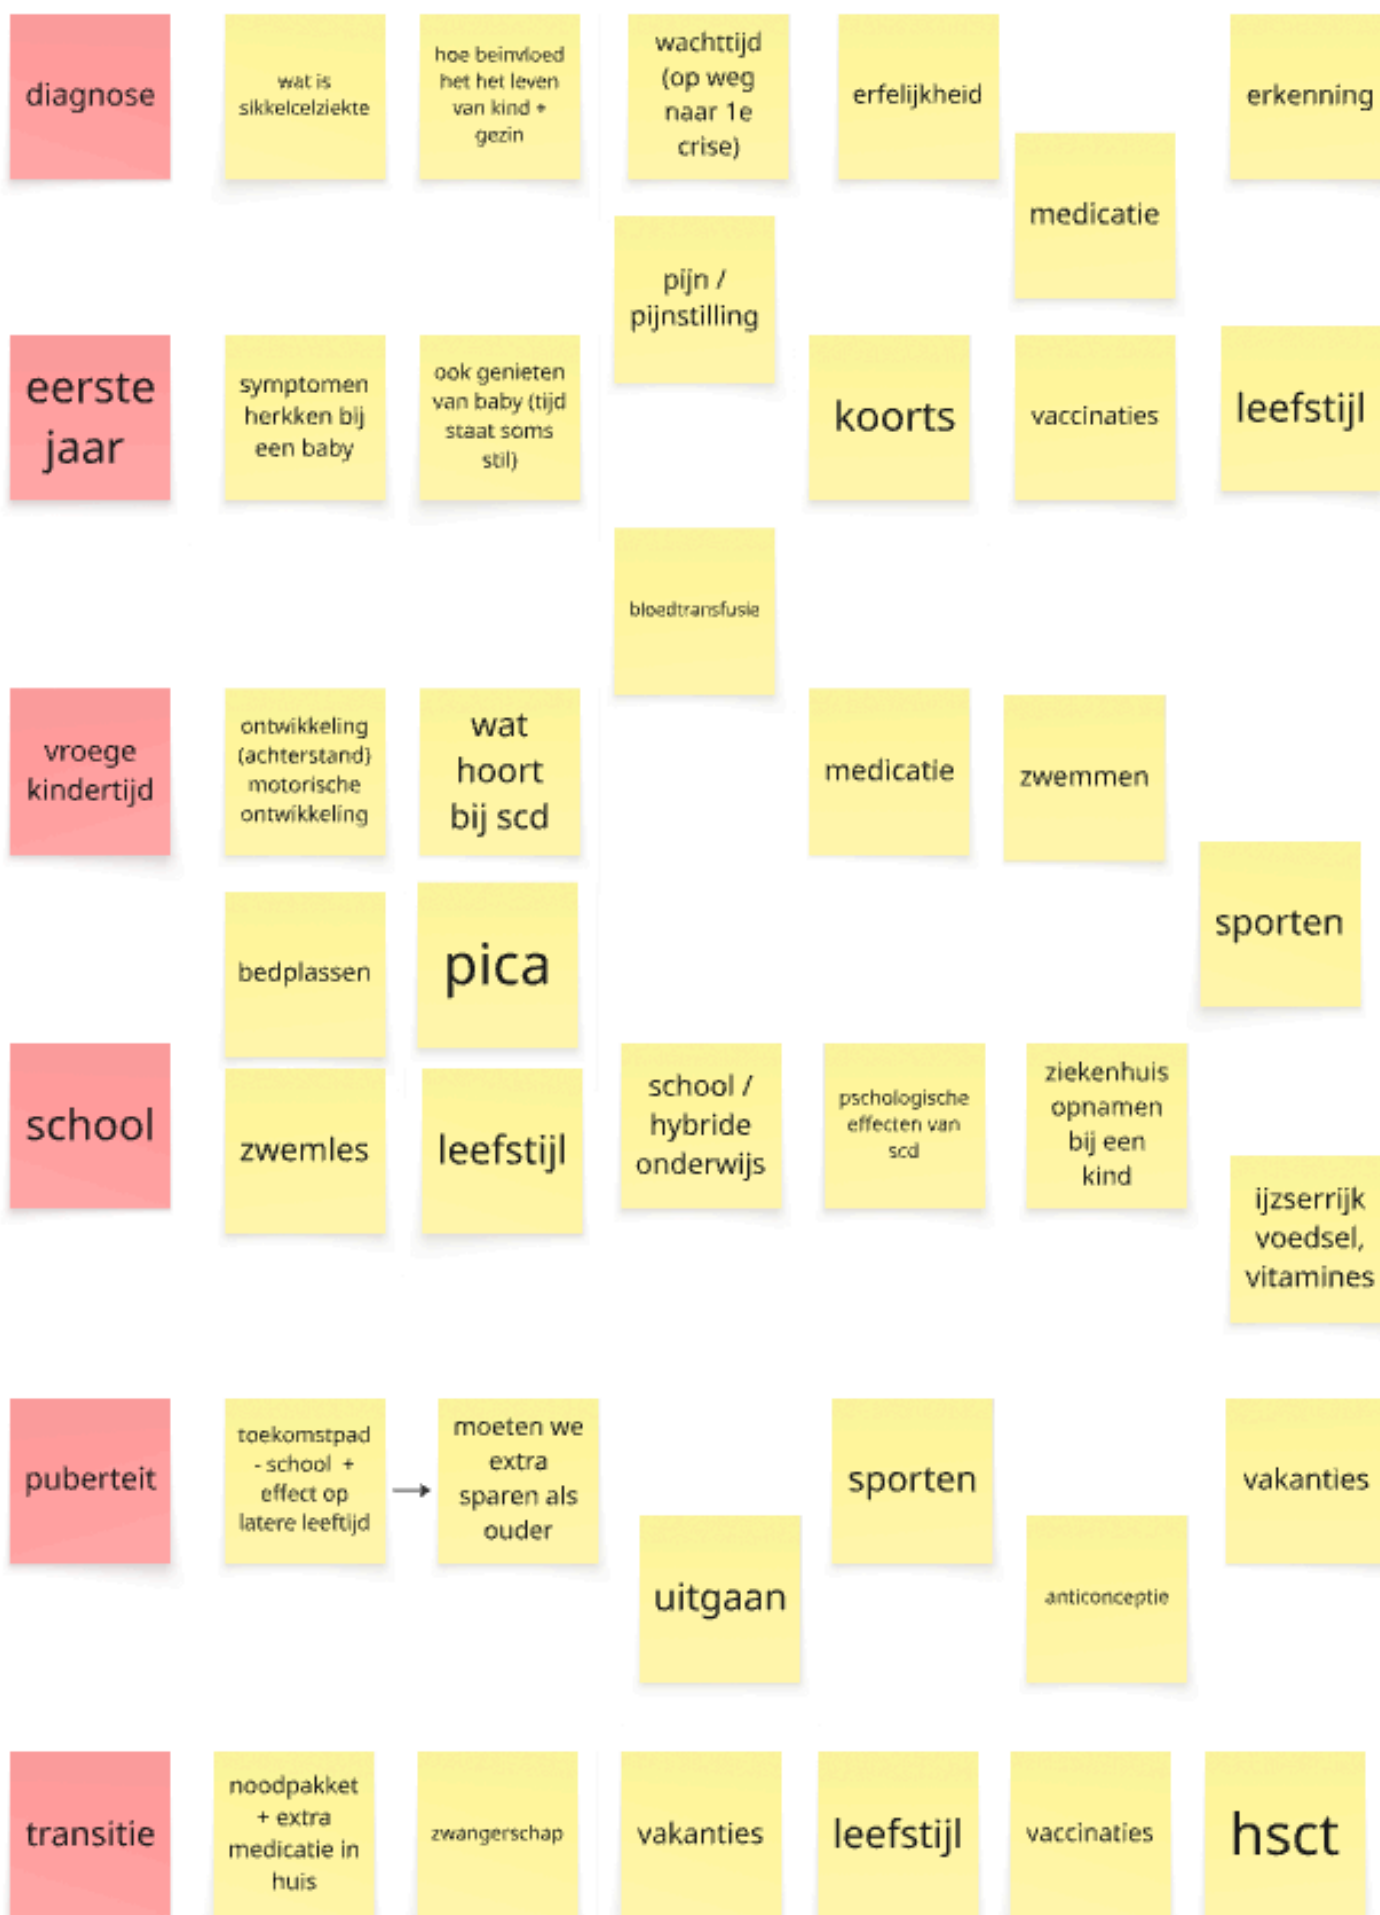 diagnose
wat is
sikkelcelziekte
hoe beinvloed
het het leven
van kind +
gezin
wachttijd
(op weg
naar 1e
crise)
erfelijkheid
medicatie
erkenning
pijn /
pijnstilling
eerste
jaar
symptomen
herkken bij
een baby
ook genieten
van baby (tijd
staat soms
stil)
koorts
vaccinaties
leefstijl
bloedtransfusie
vroege
kindertijd
ontwikkeling
(achterstand)
motorische
ontwikkeling
wat
hoort
bij scd
medicatie
zwemmen
sporten
bedplassen
pica
school
zwemles
leefstijl
school /
hybride
onderwijs
pschologische
effecten van
scd
ziekenhuis
opnamen
bij een
kind
ijzserrijk
voedsel,
vitamines
puberteit
toekomstpad
- school +
effect op
latere leeftijd
moeten we
extra
sparen als
ouder
uitgaan
sporten
anticonceptie
vakanties
transitie
noodpakket
+ extra
medicatie in
huis
zwangerschap
vakanties
leefstijl
vaccinaties
hsct